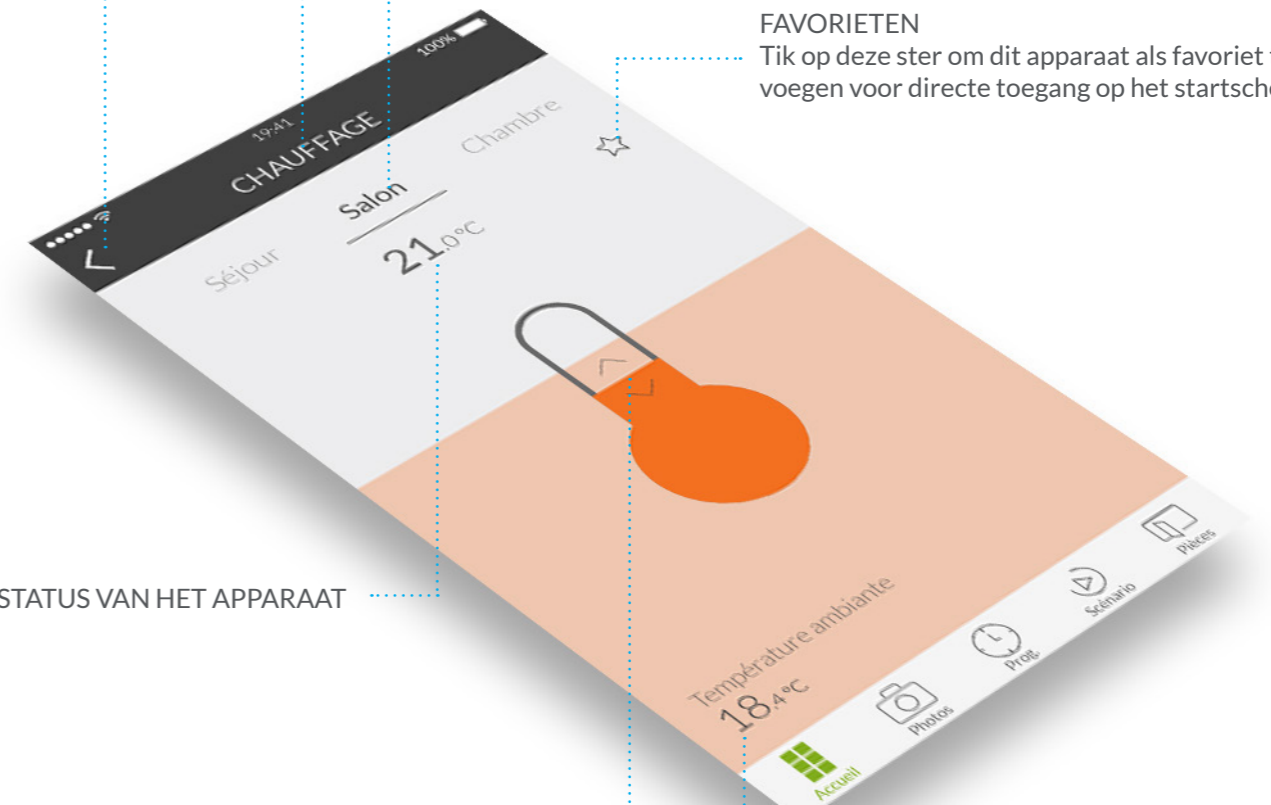 FAVORIETEN
Tik op deze ster om dit apparaat als favoriet
voegen voor directe toegang op het
100%
19:41
CHAUFFAGE
Chambre
Salon
Séjour
21.0°C
STATUS VAN HET APPARAAT
Température ambiante
18.4°C
Accueil
Photos
Prog.
Scénario
Pièces